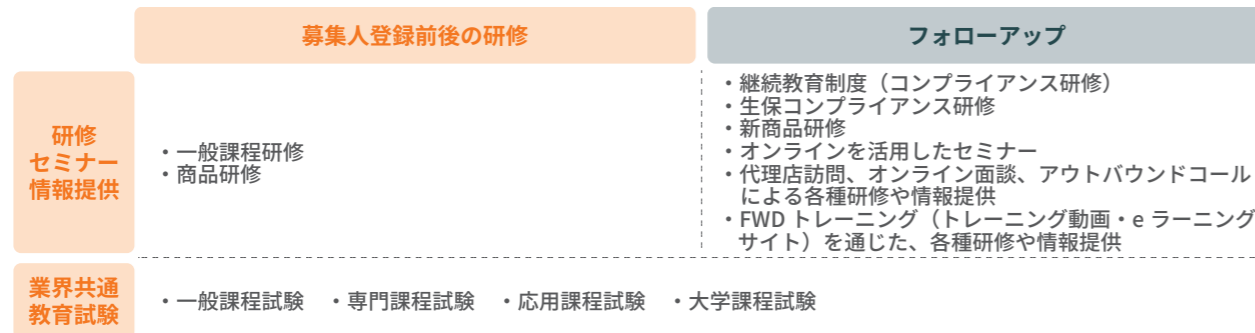 募集人登録前後の研修
フォローアップ
研修
セミナー
情報提供
・一般課程研修
・商品研修
・継続教育制度（コンプライアンス研修）
・生保コンプライアンス研修
・新商品研修
・オンラインを活用したセミナー
・代理店訪問、オンライン面談、アウトバウンドコール
による各種研修や情報提供
・FWD トレーニング（トレーニング動画・e ラーニング
サイト）を通じた、各種研修や情報提供
業界共通
教育試験
・一般課程試験　・専門課程試験　・応用課程試験　・大学課程試験